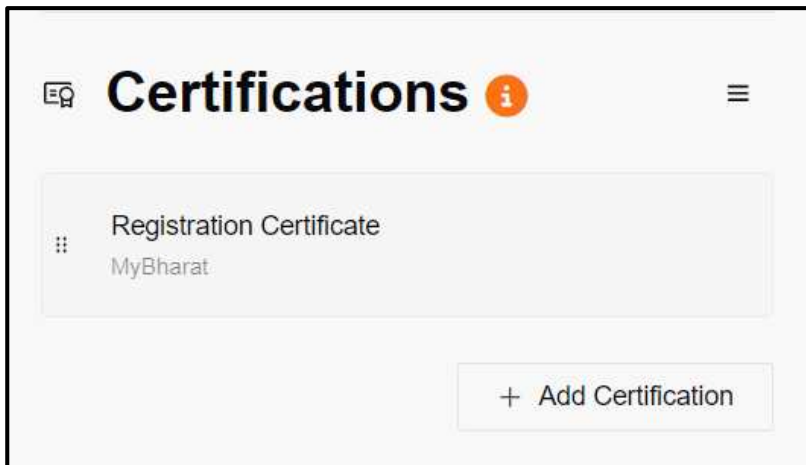 Certifications i
Registration Certificate
MyBharat
+ Add Certification